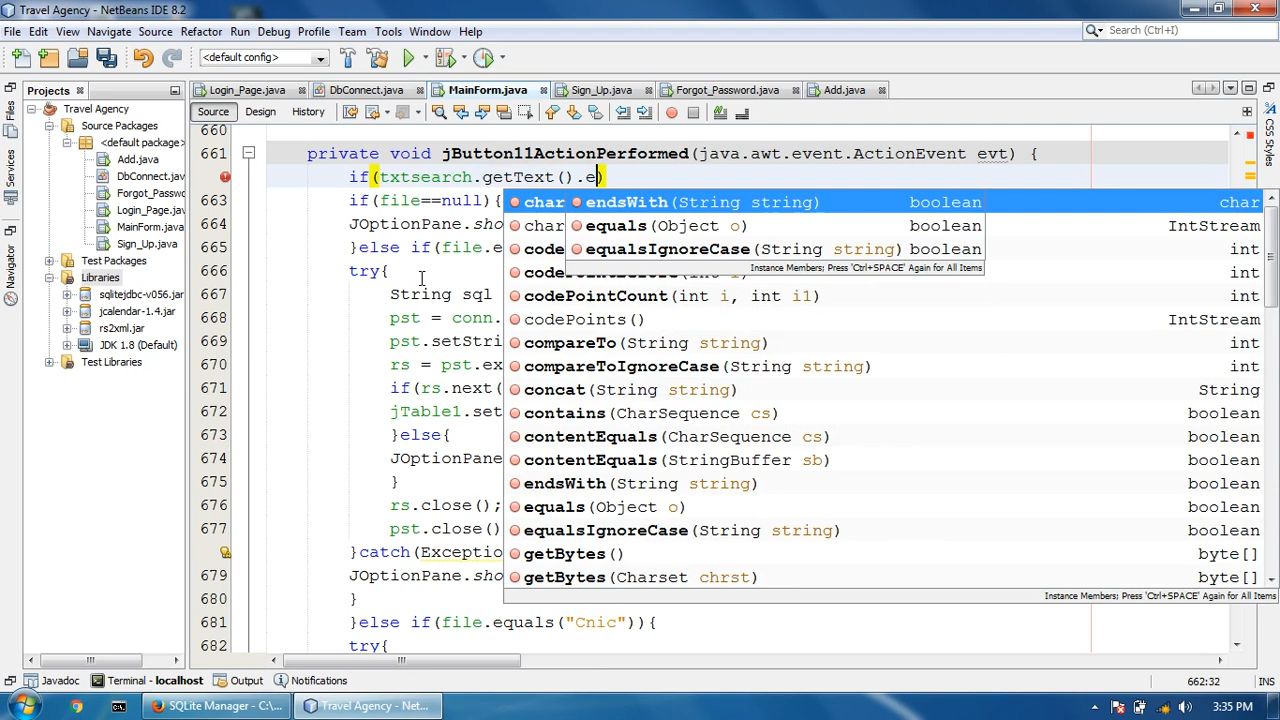 Travel Agency - NetBeans IDE 8.2
File Edit View Navigate Source Refactor Run Debug Profile Team Tools Window Help
Search (Ctrl+I)
<default config>
Projects
Login_Page.java DbConnect.java MainForm.java Sign_Up.java Forgot_Password.java Add.java
Source Design History
Files
Navigator
CSS Styles
Travel Agency
Source Packages
<default package>
Add.java
DbConnect.java
Forgot_Passwor
Login_Page.java
MainForm.java
Sign_Up.java
Test Packages
Libraries
sqlitejdbc-v056.jar
jcalendar-1.4.jar
rs2xml.jar
JDK 1.8 (Default)
Test Libraries
660
661 private void jButton11ActionPerformed(java.awt.event.ActionEvent evt) {
if(txtsearch.getText().e)
663 if(file==null){
664 JOptionPane.sho
665 }else if(file.e
666 try{
667 String sql
668 pst = conn.
669 pst.setStri
670 rs = pst.ex
671 if(rs.next(
672 jTable1.set
673 }else{
674 JOptionPane
675 }
676 rs.close();
677 pst.close()
}catch(Exceptio
679 JOptionPane.sho
680 }
681 }else if(file.equals("Cnic")){
682 try{
endsWith(String string) boolean
equals(Object o) boolean
equalsIgnoreCase(String string) boolean
Instance Members; Press 'Ctrl+SPACE' Again for All Items
char char
char IntStream
code int
int
codePointCount(int i, int i1) int
codePoints() IntStream
compareTo(String string) int
compareToIgnoreCase(String string) int
concat(String string) String
contains(CharSequence cs) boolean
contentEquals(CharSequence cs) boolean
contentEquals(StringBuffer sb) boolean
endsWith(String string) boolean
equals(Object o) boolean
equalsIgnoreCase(String string) boolean
getBytes() byte[]
getBytes(Charset chrst) byte[]
Instance Members; Press 'Ctrl+SPACE' Again for All Items
Javadoc Terminal - localhost Output Notifications
662:32 INS
SQLite Manager - C:\... Travel Agency - Net... 3:35 PM